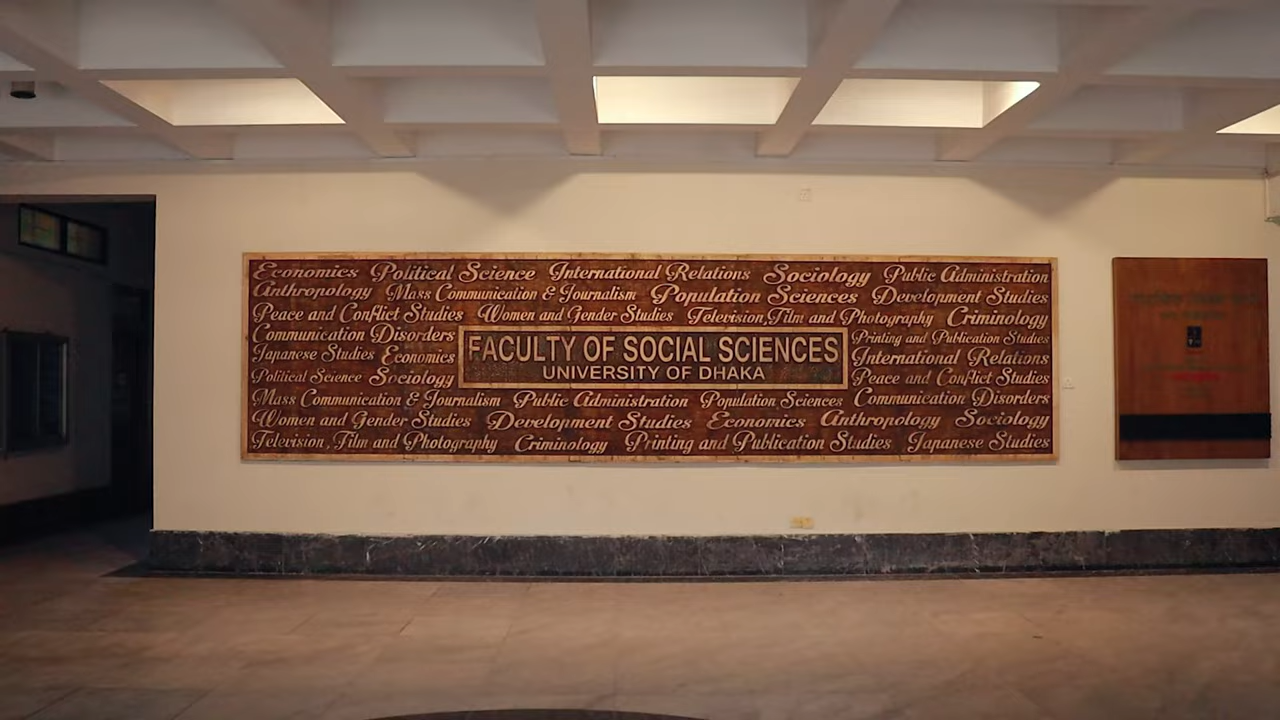 Economics Political Science International Relations Sociology Public Administration
Anthropology Mass Communication & Journalism Population Sciences Development Studies
Peace and Conflict Studies Women and Gender Studies Television,Film and Photography Criminology
Communication Disorders Printing and Publication Studies
Japanese Studies Economics International Relations
Political Science Sociology Peace and Conflict Studies
FACULTY OF SOCIAL SCIENCES
UNIVERSITY OF DHAKA
Mass Communication & Journalism Public Administration Population Sciences Communication Disorders
Women and Gender Studies Development Studies Economics Anthropology Sociology
Television, Film and Photography Criminology Printing and Publication Studies Japanese Studies